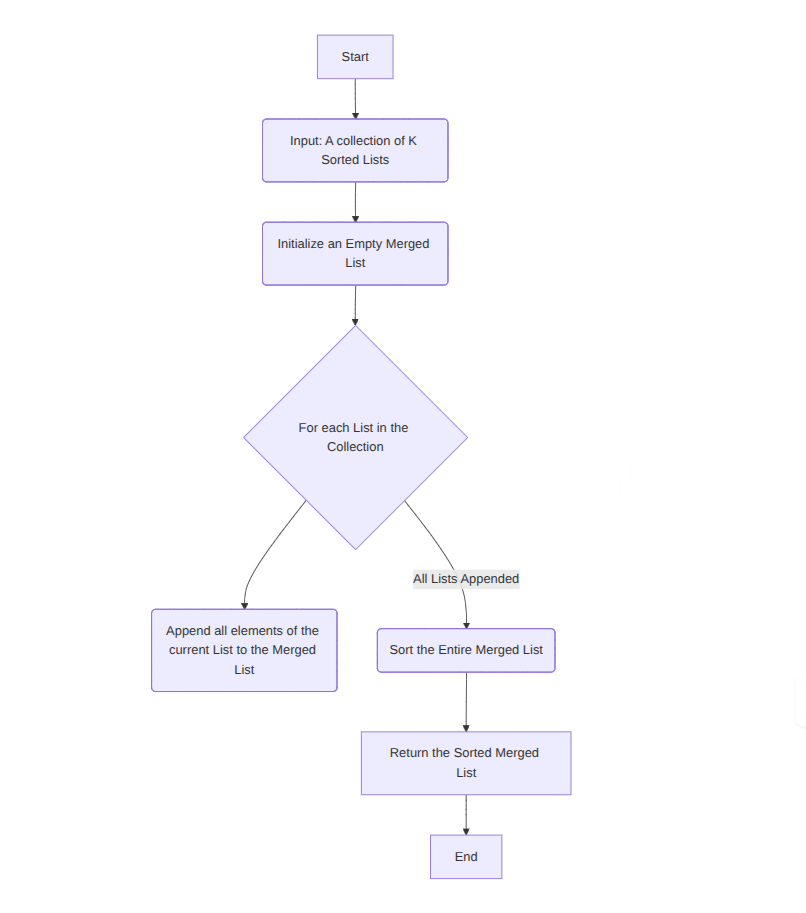 Start
Input: A collection of K
Sorted Lists
Initialize an Empty Merged
List
For each List in the
Collection
All Lists Appended
Append all elements of the
current List to the Merged
List
Sort the Entire Merged List
Return the Sorted Merged
List
End